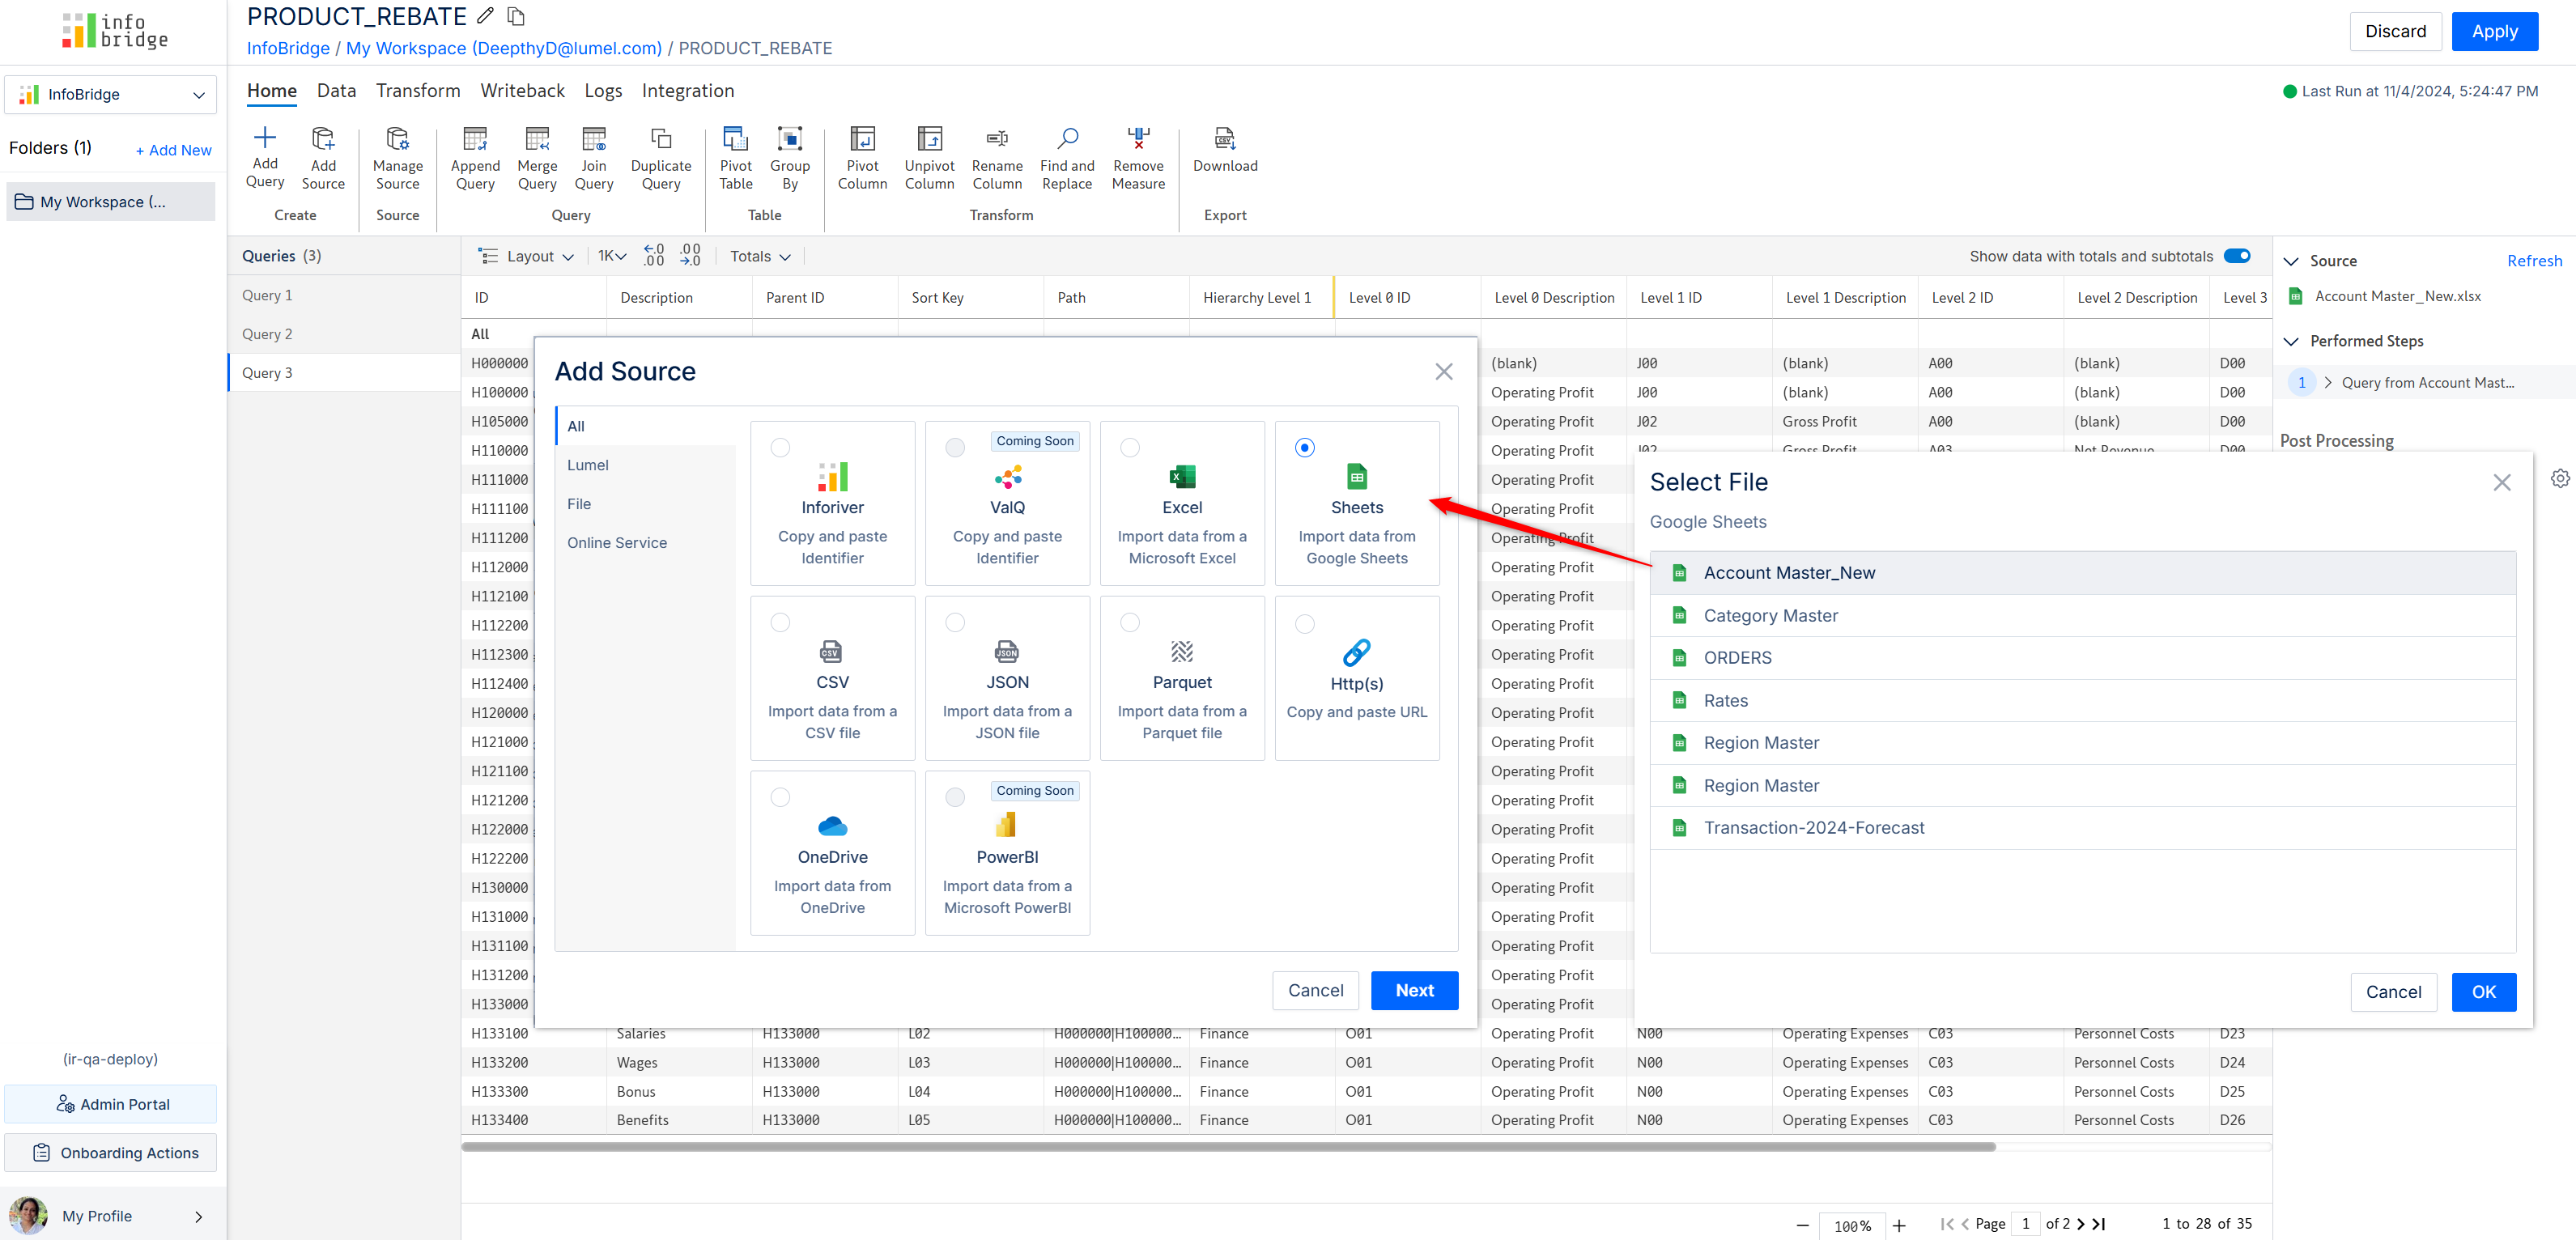 info
bridge
PRODUCT_REBATE
InfoBridge / My Workspace (DeepthyD@lumel.com) / PRODUCT_REBATE
Discard
Apply
InfoBridge
Folders (1)
+ Add New
My Workspace (...
Home Data Transform Writeback Logs Integration
Last Run at 11/4/2024, 5:24:47 PM
Add Query
Add Source
Create
Manage Source
Source
Append Query
Merge Query
Join Query
Duplicate Query
Query
Pivot Table
Group By
Table
Pivot Column
Unpivot Column
Rename Column
Find and Replace
Remove Measure
Transform
Download
Export
Queries (3)
Query 1
Query 2
Query 3
Layout 1K Totals
Show data with totals and subtotals
ID Description Parent ID Sort Key Path Hierarchy Level 1 Level 0 ID Level 0 Description Level 1 ID Level 1 Description Level 2 ID Level 2 Description Level 3
All
H000000 (blank) J00 (blank) A00 (blank) D00
H100000 Operating Profit J00 (blank) A00 (blank) D00
H105000 Operating Profit J02 Gross Profit A00 (blank) D00
H110000 Operating Profit J02 Gross Profit A03 Net Revenue D00
H111000 Operating Profit
H111100 Operating Profit
H111200 Operating Profit
H112000 Operating Profit
H112100 Operating Profit
H112200 Operating Profit
H112300 Operating Profit
H112400 Operating Profit
H120000 Operating Profit
H121000 Operating Profit
H121100 Operating Profit
H121200 Operating Profit
H122000 Operating Profit
H122200 Operating Profit
H130000 Operating Profit
H131000 Operating Profit
H131100 Operating Profit
H131200 Operating Profit
H133000 Operating Profit
H133100 Salaries H133000 L02 H000000|H100000... Finance O01 Operating Profit N00 Operating Expenses C03 Personnel Costs D23
H133200 Wages H133000 L03 H000000|H100000... Finance O01 Operating Profit N00 Operating Expenses C03 Personnel Costs D24
H133300 Bonus H133000 L04 H000000|H100000... Finance O01 Operating Profit N00 Operating Expenses C03 Personnel Costs D25
H133400 Benefits H133000 L05 H000000|H100000... Finance O01 Operating Profit N00 Operating Expenses C03 Personnel Costs D26
Add Source
All
Lumel
File
Online Service
Inforiver
Copy and paste
Identifier
Coming Soon
ValQ
Copy and paste
Identifier
Excel
Import data from a
Microsoft Excel
Sheets
Import data from
Google Sheets
CSV
CSV
Import data from a
CSV file
JSON
JSON
Import data from a
JSON file
Parquet
Import data from a
Parquet file
Http(s)
Copy and paste URL
OneDrive
Import data from
OneDrive
Coming Soon
PowerBI
Import data from a
Microsoft PowerBI
Cancel
Next
Source
Refresh
Account Master_New.xlsx
Performed Steps
1 Query from Account Mast...
Post Processing
Select File
Google Sheets
Account Master_New
Category Master
ORDERS
Rates
Region Master
Region Master
Transaction-2024-Forecast
Cancel
OK
(ir-qa-deploy)
Admin Portal
Onboarding Actions
My Profile
100%
Page 1 of 2
1 to 28 of 35